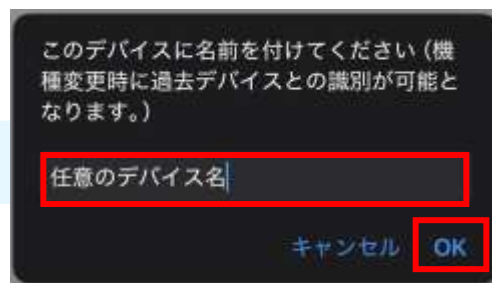 このデバイスに名前を付けてください（機
種変更時に過去デバイスとの識別が可能と
なります。）
任意のデバイス名
キャンセル OK